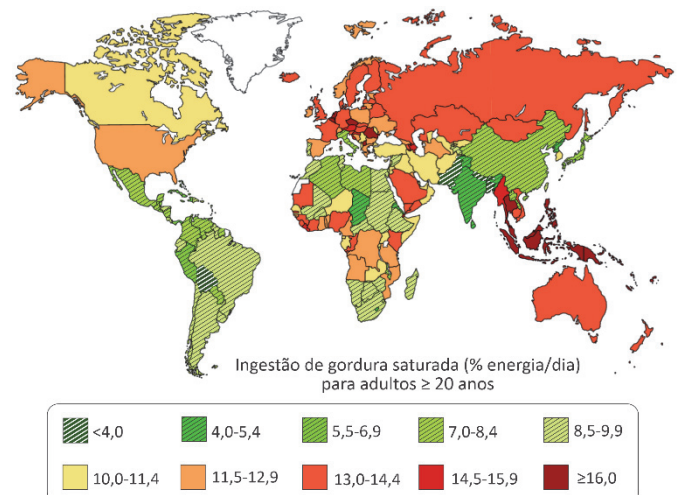 Ingestão de gordura saturada (% energia/dia)
para adultos ≥ 20 anos
<4,0 4,0-5,4 5,5-6,9 7,0-8,4 8,5-9,9
10,0-11,4 11,5-12,9 13,0-14,4 14,5-15,9 ≥16,0